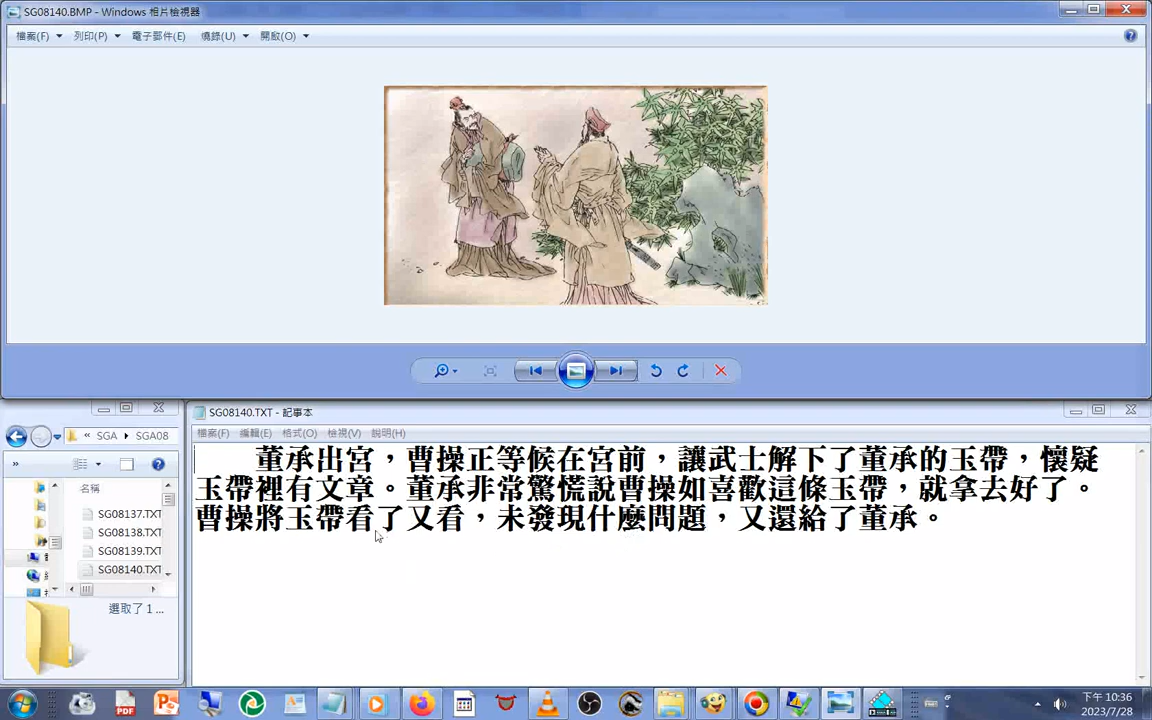 SG08140.BMP - Windows 相片檢視器
檔案(F) 列印(P) 電子郵件(E) 燒錄(U) 開啟(O)
SGA SGA08
名稱
SG08137.TXT
SG08138.TXT
SG08139.TXT
SG08140.TXT
選取了 1 ...
SG08140.TXT - 記事本
檔案(F) 編輯(E) 格式(O) 檢視(V) 說明(H)
董承出宮，曹操正等候在宮前，讓武士解下了董承的玉帶，懷疑
玉帶裡有文章。董承非常驚慌說曹操如喜歡這條玉帶，就拿去好了。
曹操將玉帶看了又看，未發現什麼問題，又還給了董承。
PDF
下午 10:36
2023/7/28